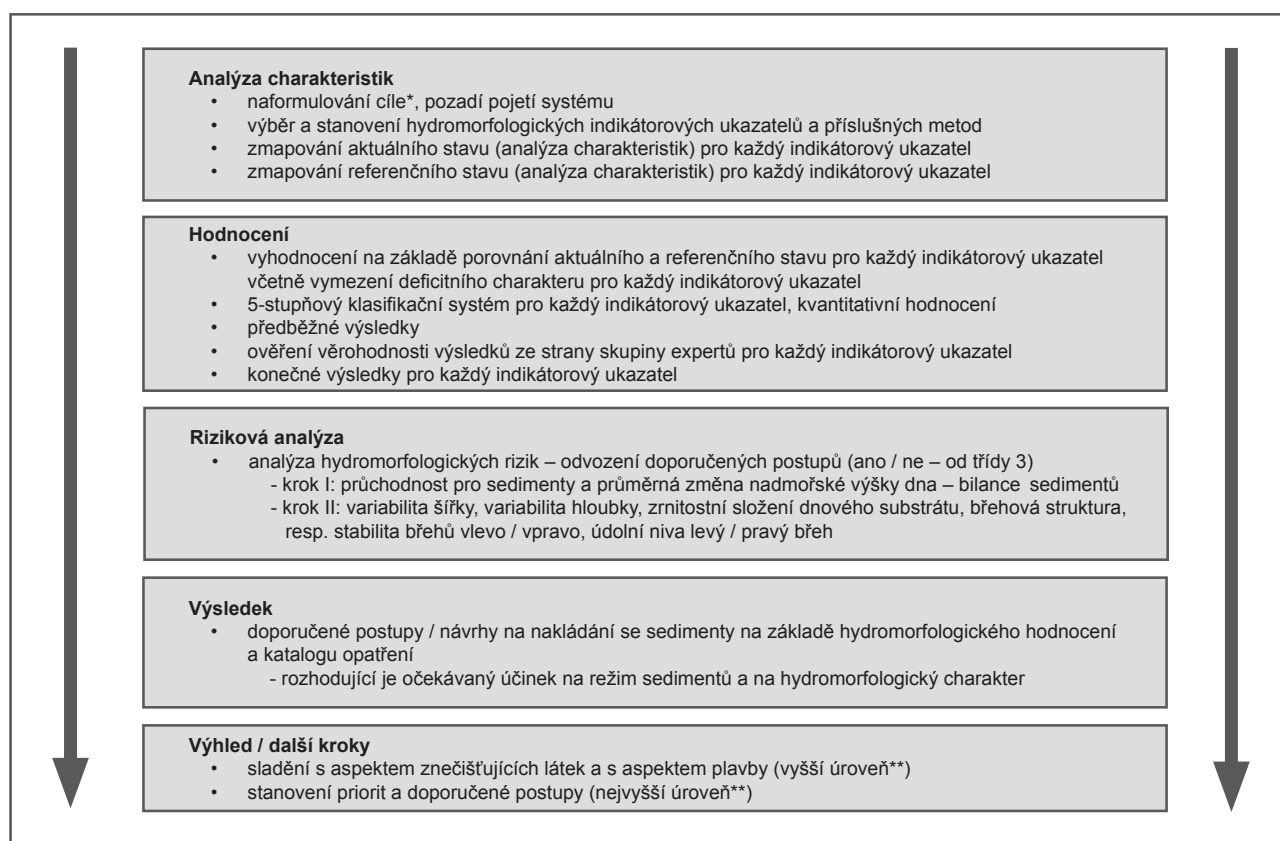 Analýza charakteristik
• naformulování cíle*, pozadí pojetí systému
• výběr a stanovení hydromorfologických indikátorových ukazatelů a příslušných metod
• zmapování aktuálního stavu (analýza charakteristik) pro každý indikátorový ukazatel
• zmapování referenčního stavu (analýza charakteristik) pro každý indikátorový ukazatel
Hodnocení
• vyhodnocení na základě porovnání aktuálního a referenčního stavu pro každý indikátorový ukazatel
včetně vymezení deficitního charakteru pro každý indikátorový ukazatel
• 5-stupňový klasifikační systém pro každý indikátorový ukazatel, kvantitativní hodnocení
• předběžné výsledky
• ověření věrohodnosti výsledků ze strany skupiny expertů pro každý indikátorový ukazatel
• konečné výsledky pro každý indikátorový ukazatel
Riziková analýza
• analýza hydromorfologických rizik – odvození doporučených postupů (ano / ne – od třídy 3)
- krok I: průchodnost pro sedimenty a průměrná změna nadmořské výšky dna – bilance sedimentů
- krok II: variabilita šířky, variabilita hloubky, zrnitostní složení dnového substrátu, břehová struktura,
resp. stabilita břehů vlevo / vpravo, údolní niva levý / pravý břeh
Výsledek
• doporučené postupy / návrhy na nakládání se sedimenty na základě hydromorfologického hodnocení
a katalogu opatření
- rozhodující je očekávaný účinek na režim sedimentů a na hydromorfologický charakter
Výhled / další kroky
• sladění s aspektem znečišťujících látek a s aspektem plavby (vyšší úroveň**)
• stanovení priorit a doporučené postupy (nejvyšší úroveň**)